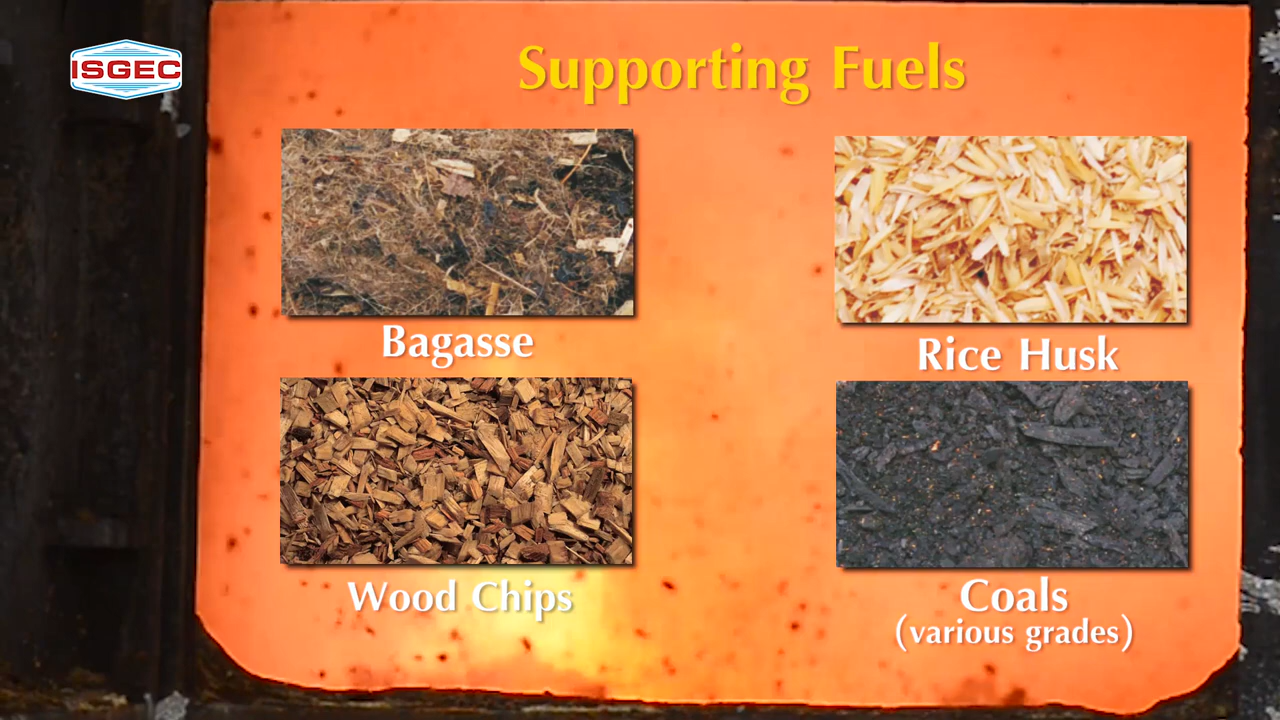 ISGEC
Supporting Fuels
Bagasse
Rice Husk
Wood Chips
Coals
(various grades)